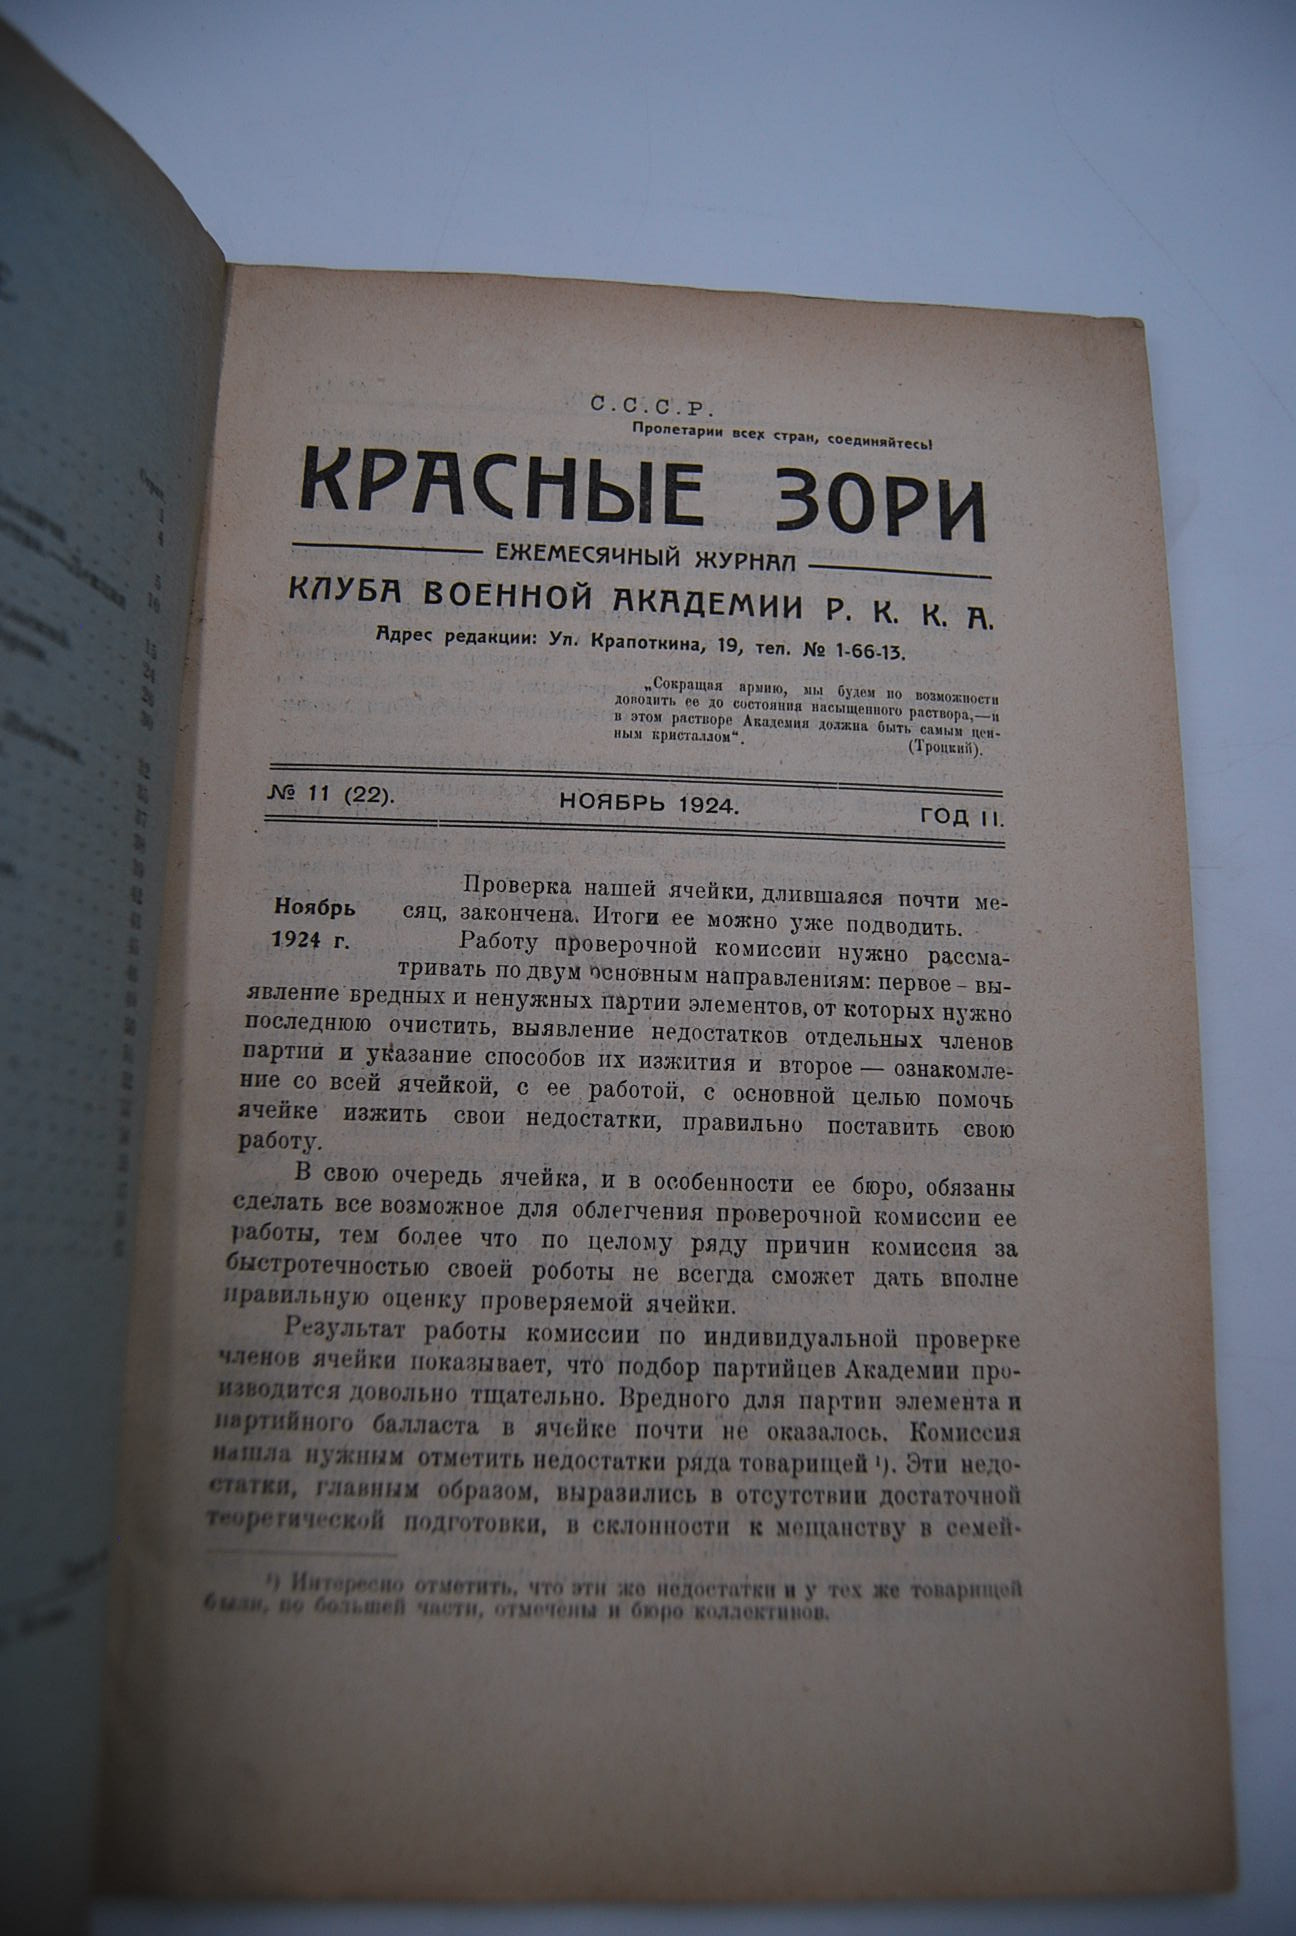 С.С.С.Р.
Пролетарии всех стран, соединяйтесь!
КРАСНЫЕ ЗОРИ
ЕЖЕМЕСЯЧНЫЙ ЖУРНАЛ
КЛУБА ВОЕННОЙ АКАДЕМИИ Р. К. К. А.
Адрес редакции: Ул. Крапоткина, 19, тел. № 1-66-13.
„Сокращая армию, мы будем по возможности
доводить ее до состояния насыщенного раствора,—и
в этом растворе Академия должна быть самым цен-
ным кристаллом“.
(Троцкий).
№ 11 (22). НОЯБРЬ 1924. ГОД II.
Ноябрь
1924 г.
Проверка нашей ячейки, длившаяся почти ме-
сяц, закончена. Итоги ее можно уже подводить.
Работу проверочной комиссии нужно рассма-
тривать по двум основным направлениям: первое – вы-
явление вредных и ненужных партии элементов, от которых нужно
последнюю очистить, выявление недостатков отдельных членов
партии и указание способов их изжития и второе — ознакомле-
ние со всей ячейкой, с ее работой, с основной целью помочь
ячейке изжить свои недостатки, правильно поставить свою
работу.
В свою очередь ячейка, и в особенности ее бюро, обязаны
сделать все возможное для облегчения проверочной комиссии ее
работы, тем более что по целому ряду причин комиссия за
быстротечностью своей роботы не всегда сможет дать вполне
правильную оценку проверяемой ячейки.
Результат работы комиссии по индивидуальной проверке
членов ячейки показывает, что подбор партийцев Академии про-
изводится довольно тщательно. Вредного для партии элемента и
партийного балласта в ячейке почти не оказалось. Комиссия
нашла нужным отметить недостатки ряда товарищей ¹). Эти недо-
статки, главным образом, выразились в отсутствии достаточной
теоретической подготовки, в склонности к мещанству в семей-
¹) Интересно отметить, что эти же недостатки и у тех же товарищей
были, по большей части, отмечены и бюро коллективов.